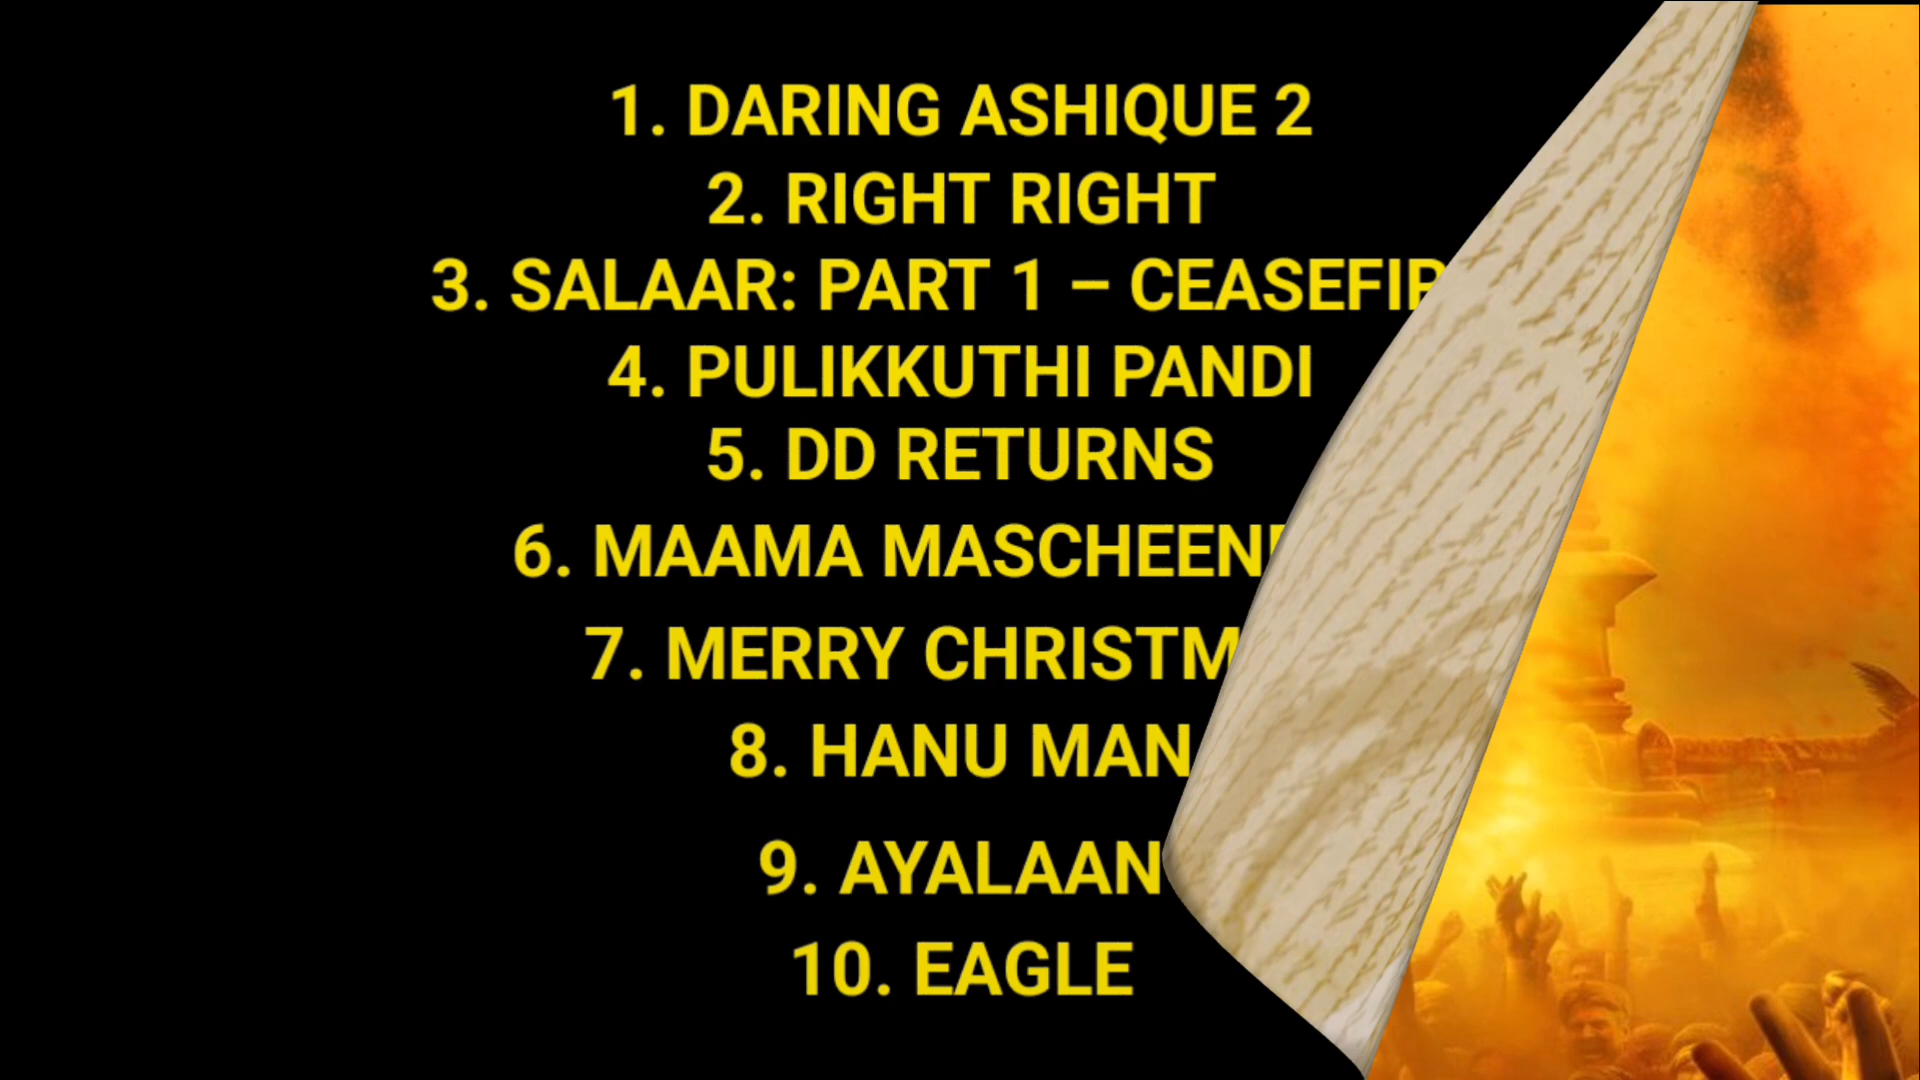 1. DARING ASHIQUE 2
2. RIGHT RIGHT
3. SALAAR: PART 1 – CEASEFIR
4. PULIKKUTHI PANDI
5. DD RETURNS
6. MAAMA MASCHEEN
7. MERRY CHRISTM
8. HANU MAN
9. AYALAAN
10. EAGLE